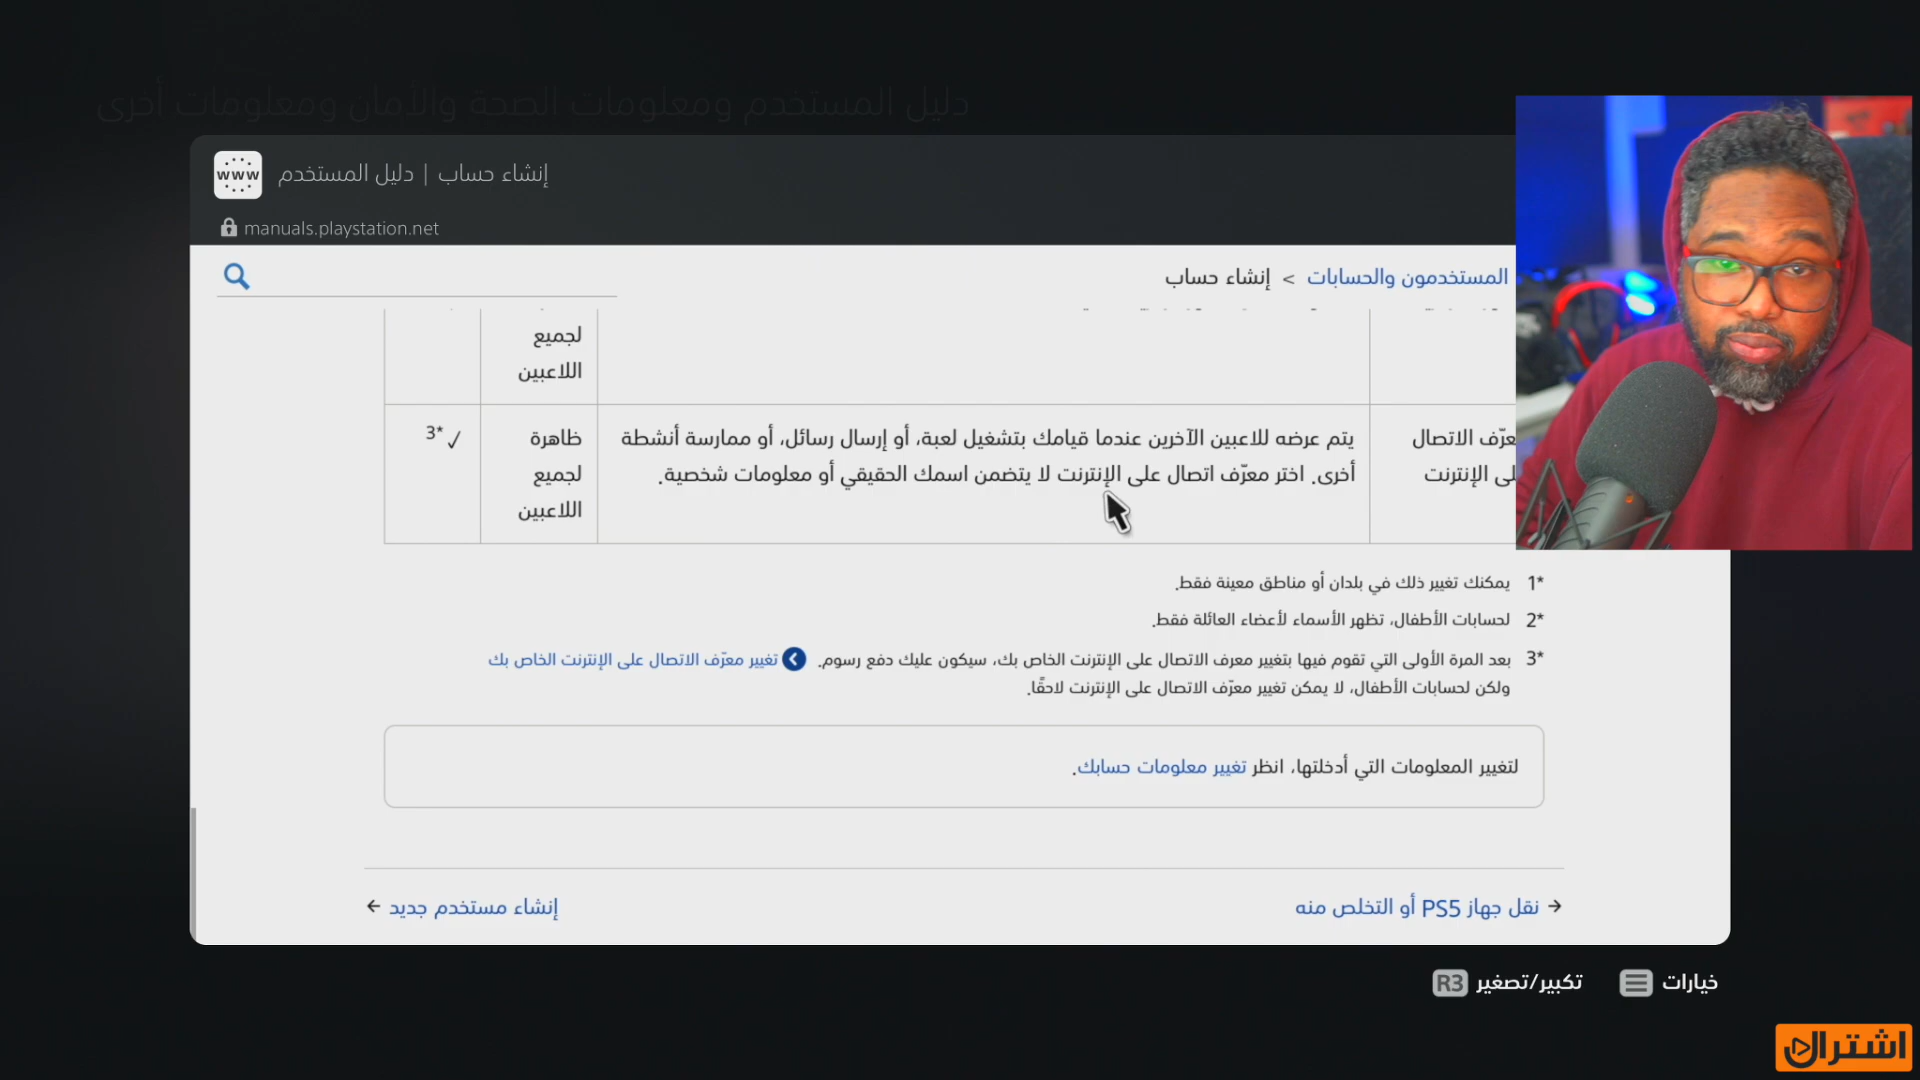 دليل المستخدم ومعلومات الصحة والأمان ومعلومات أخرى
www
إنشاء حساب | دليل المستخدم
manuals.playstation.net
المستخدمون والحسابات > إنشاء حساب
لجميع
اللاعبين
يتم عرضه للاعبين الآخرين عندما قيامك بتشغيل لعبة، أو إرسال رسائل، أو ممارسة أنشطة
أخرى. اختر معرّف اتصال على الإنترنت لا يتضمن اسمك الحقيقي أو معلومات شخصية.
الاتصال
الإنترنت
ظاهرة
لجميع
اللاعبين
✓ *3
*1 يمكنك تغيير ذلك في بلدان أو مناطق معينة فقط.
*2 لحسابات الأطفال، تظهر الأسماء لأعضاء العائلة فقط.
*3 بعد المرة الأولى التي تقوم فيها بتغيير معرف الاتصال على الإنترنت الخاص بك، سيكون عليك دفع رسوم. تغيير معرّف الاتصال على الإنترنت الخاص بك
ولكن لحسابات الأطفال، لا يمكن تغيير معرّف الاتصال على الإنترنت لاحقًا.
لتغيير المعلومات التي أدخلتها، انظر تغيير معلومات حسابك.
نقل جهاز PS5 أو التخلص منه
إنشاء مستخدم جديد
خيارات
R3 تكبير/تصغير
اشترك